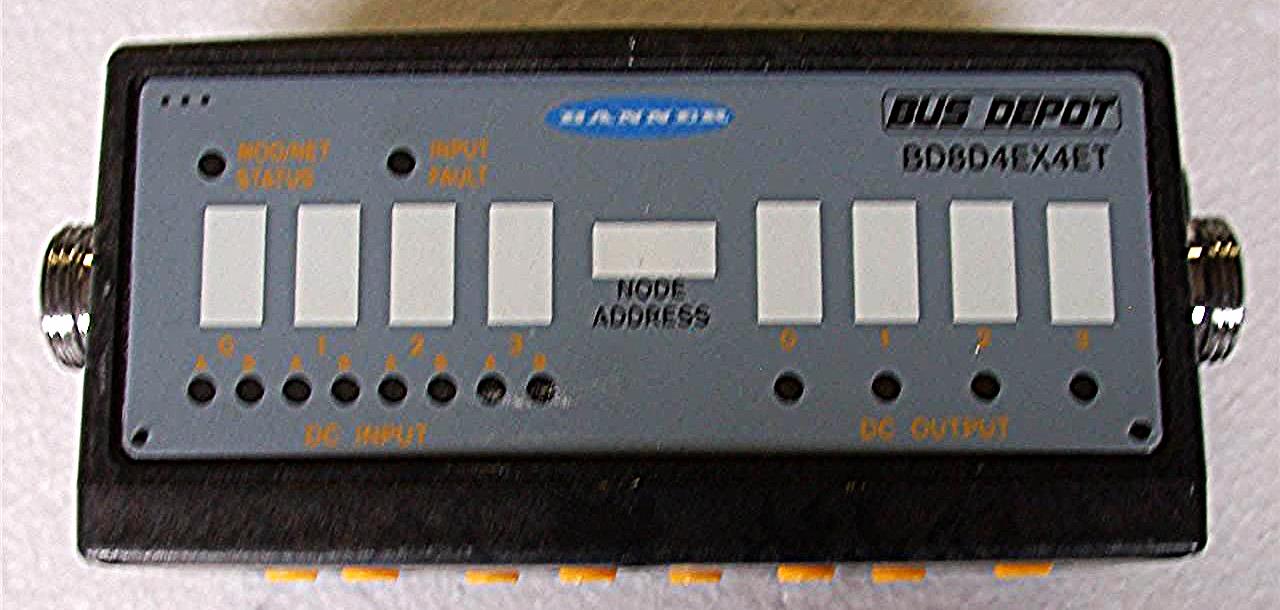 BANNER
BUS DEPOT
BD8D4EX4ET
MOD/NET
STATUS
INPUT
FAULT
NODE
ADDRESS
0 1 2 3
A B A B A B A B
DC INPUT
0 1 2 3
DC OUTPUT